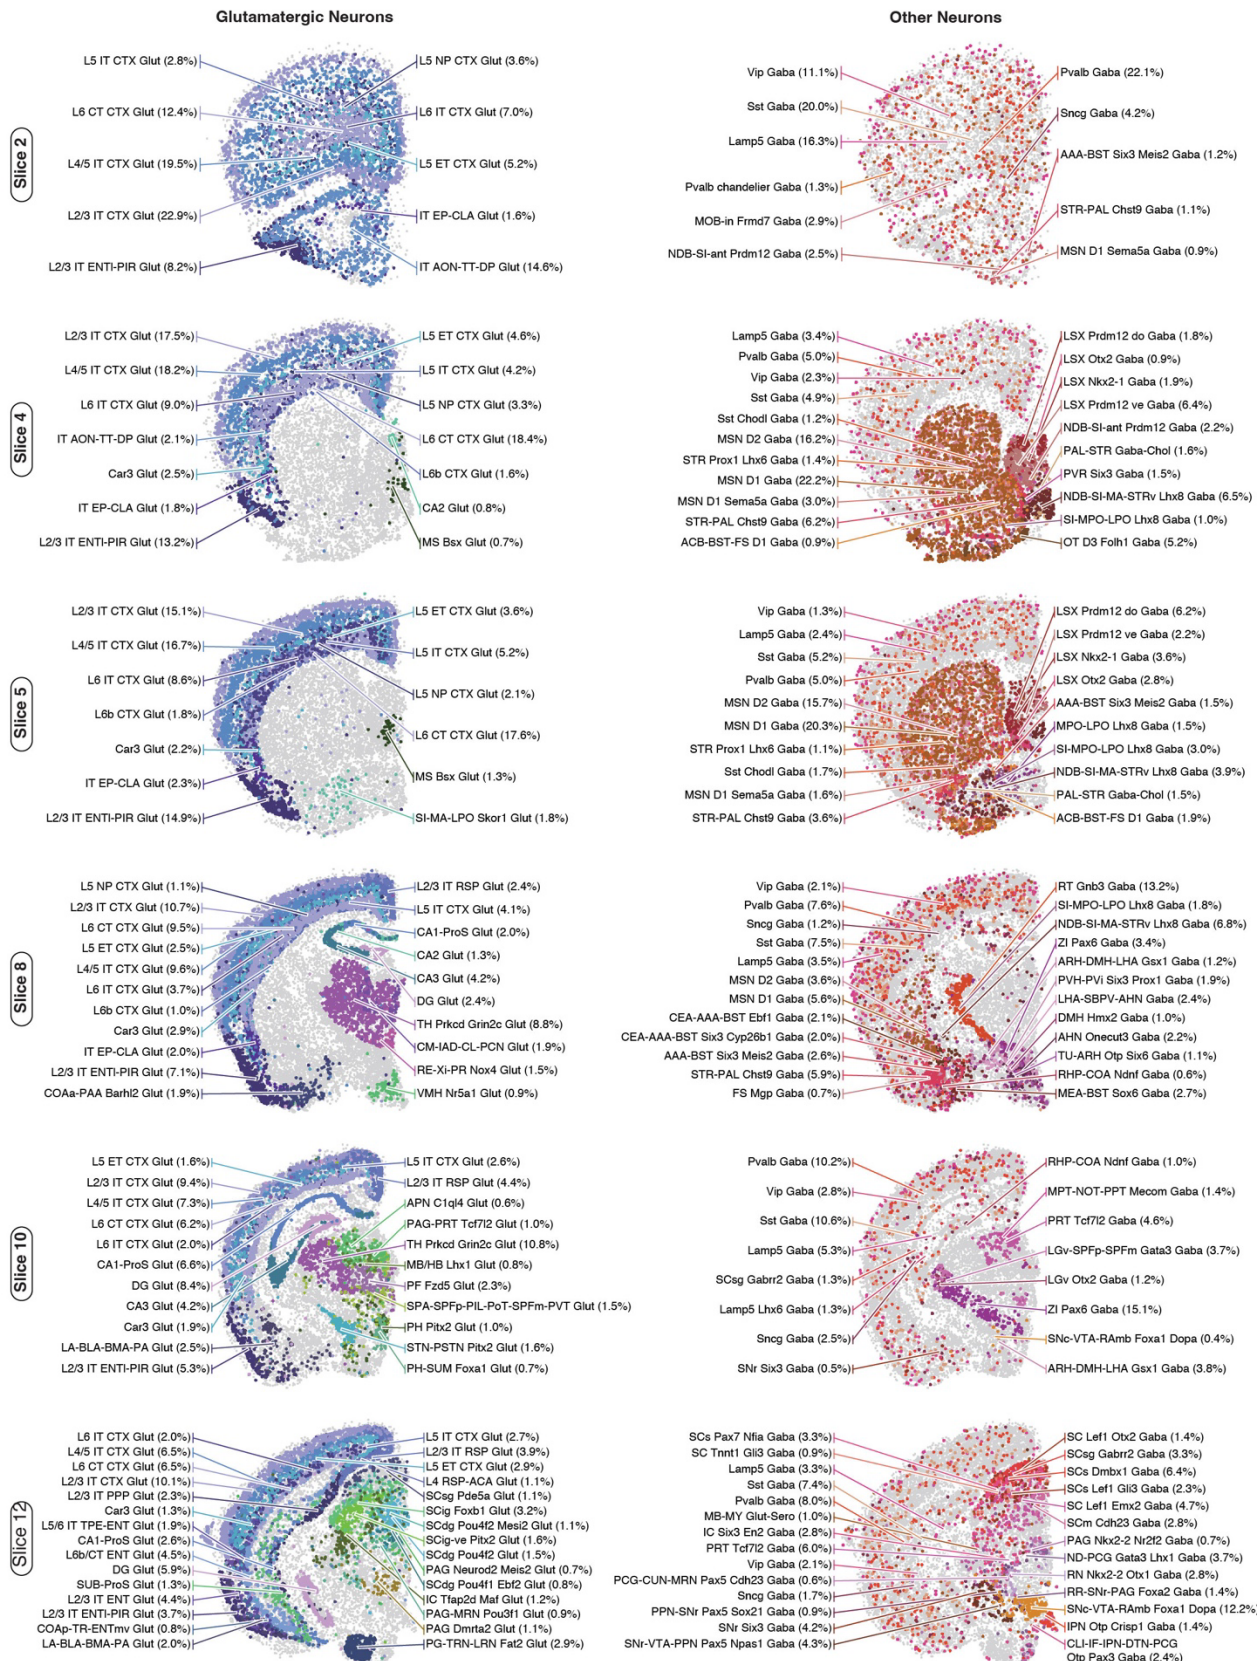 Glutamatergic Neurons
Other Neurons
Slice 2
L5 IT CTX Glut (2.8%)
L6 CT CTX Glut (12.4%)
L4/5 IT CTX Glut (19.5%)
L2/3 IT CTX Glut (22.9%)
L2/3 IT ENTI-PIR Glut (8.2%)
L5 NP CTX Glut (3.6%)
L6 IT CTX Glut (7.0%)
L5 ET CTX Glut (5.2%)
IT EP-CLA Glut (1.6%)
IT AON-TT-DP Glut (14.6%)
Vip Gaba (11.1%)
Sst Gaba (20.0%)
Lamp5 Gaba (16.3%)
Pvalb chandelier Gaba (1.3%)
MOB-in Frmd7 Gaba (2.9%)
NDB-SI-ant Prdm12 Gaba (2.5%)
Pvalb Gaba (22.1%)
Sncg Gaba (4.2%)
AAA-BST Six3 Meis2 Gaba (1.2%)
STR-PAL Chst9 Gaba (1.1%)
MSN D1 Sema5a Gaba (0.9%)
Slice 4
L2/3 IT CTX Glut (17.5%)
L4/5 IT CTX Glut (18.2%)
L6 IT CTX Glut (9.0%)
IT AON-TT-DP Glut (2.1%)
Car3 Glut (2.5%)
IT EP-CLA Glut (1.8%)
L2/3 IT ENTI-PIR Glut (13.2%)
L5 ET CTX Glut (4.6%)
L5 IT CTX Glut (4.2%)
L5 NP CTX Glut (3.3%)
L6 CT CTX Glut (18.4%)
L6b CTX Glut (1.6%)
CA2 Glut (0.8%)
MS Bsx Glut (0.7%)
Lamp5 Gaba (3.4%)
Pvalb Gaba (5.0%)
Vip Gaba (2.3%)
Sst Gaba (4.9%)
Sst Chodl Gaba (1.2%)
MSN D2 Gaba (16.2%)
STR Prox1 Lhx6 Gaba (1.4%)
MSN D1 Gaba (22.2%)
MSN D1 Sema5a Gaba (3.0%)
STR-PAL Chst9 Gaba (6.2%)
ACB-BST-FS D1 Gaba (0.9%)
LSX Prdm12 do Gaba (1.8%)
LSX Otx2 Gaba (0.9%)
LSX Nkx2-1 Gaba (1.9%)
LSX Prdm12 ve Gaba (6.4%)
NDB-SI-ant Prdm12 Gaba (2.2%)
PAL-STR Gaba-Chol (1.6%)
PVR Six3 Gaba (1.5%)
NDB-SI-MA-STRv Lhx8 Gaba (6.5%)
SI-MPO-LPO Lhx8 Gaba (1.0%)
OT D3 Folh1 Gaba (5.2%)
Slice 5
L2/3 IT CTX Glut (15.1%)
L4/5 IT CTX Glut (16.7%)
L6 IT CTX Glut (8.6%)
L6b CTX Glut (1.8%)
Car3 Glut (2.2%)
IT EP-CLA Glut (2.3%)
L2/3 IT ENTI-PIR Glut (14.9%)
L5 ET CTX Glut (3.6%)
L5 IT CTX Glut (5.2%)
L5 NP CTX Glut (2.1%)
L6 CT CTX Glut (17.6%)
MS Bsx Glut (1.3%)
SI-MA-LPO Skor1 Glut (1.8%)
Vip Gaba (1.3%)
Lamp5 Gaba (2.4%)
Sst Gaba (5.2%)
Pvalb Gaba (5.0%)
MSN D2 Gaba (15.7%)
MSN D1 Gaba (20.3%)
STR Prox1 Lhx6 Gaba (1.1%)
Sst Chodl Gaba (1.7%)
MSN D1 Sema5a Gaba (1.6%)
STR-PAL Chst9 Gaba (3.6%)
LSX Prdm12 do Gaba (6.2%)
LSX Prdm12 ve Gaba (2.2%)
LSX Nkx2-1 Gaba (3.6%)
LSX Otx2 Gaba (2.8%)
AAA-BST Six3 Meis2 Gaba (1.5%)
MPO-LPO Lhx8 Gaba (1.5%)
SI-MPO-LPO Lhx8 Gaba (3.0%)
NDB-SI-MA-STRv Lhx8 Gaba (3.9%)
PAL-STR Gaba-Chol (1.5%)
ACB-BST-FS D1 Gaba (1.9%)
Slice 8
L5 NP CTX Glut (1.1%)
L2/3 IT CTX Glut (10.7%)
L6 CT CTX Glut (9.5%)
L5 ET CTX Glut (2.5%)
L4/5 IT CTX Glut (9.6%)
L6 IT CTX Glut (3.7%)
L6b CTX Glut (1.0%)
Car3 Glut (2.9%)
IT EP-CLA Glut (2.0%)
L2/3 IT ENTI-PIR Glut (7.1%)
COAa-PAA Barhl2 Glut (1.9%)
L2/3 IT RSP Glut (2.4%)
L5 IT CTX Glut (4.1%)
CA1-ProS Glut (2.0%)
CA2 Glut (1.3%)
CA3 Glut (4.2%)
DG Glut (2.4%)
TH Prkcd Grin2c Glut (8.8%)
CM-IAD-CL-PCN Glut (1.9%)
RE-Xi-PR Nox4 Glut (1.5%)
VMH Nr5a1 Glut (0.9%)
Vip Gaba (2.1%)
Pvalb Gaba (7.6%)
Sncg Gaba (1.2%)
Sst Gaba (7.5%)
Lamp5 Gaba (3.5%)
MSN D2 Gaba (3.6%)
MSN D1 Gaba (5.6%)
CEA-AAA-BST Ebf1 Gaba (2.1%)
CEA-AAA-BST Six3 Cyp26b1 Gaba (2.0%)
AAA-BST Six3 Meis2 Gaba (2.6%)
STR-PAL Chst9 Gaba (5.9%)
FS Mgp Gaba (0.7%)
RT Gnb3 Gaba (13.2%)
SI-MPO-LPO Lhx8 Gaba (1.8%)
NDB-SI-MA-STRv Lhx8 Gaba (6.8%)
ZI Pax6 Gaba (3.4%)
ARH-DMH-LHA Gsx1 Gaba (1.2%)
PVH-PVi Six3 Prox1 Gaba (1.9%)
LHA-SBPV-AHN Gaba (2.4%)
DMH Hmx2 Gaba (1.0%)
AHN Onecut3 Gaba (2.2%)
TU-ARH Otp Six6 Gaba (1.1%)
RHP-COA Ndnf Gaba (0.6%)
MEA-BST Sox6 Gaba (2.7%)
Slice 10
L5 ET CTX Glut (1.6%)
L2/3 IT CTX Glut (9.4%)
L4/5 IT CTX Glut (7.3%)
L6 CT CTX Glut (6.2%)
L6 IT CTX Glut (2.0%)
CA1-ProS Glut (6.6%)
DG Glut (8.4%)
CA3 Glut (4.2%)
Car3 Glut (1.9%)
LA-BLA-BMA-PA Glut (2.5%)
L2/3 IT ENTI-PIR Glut (5.3%)
L5 IT CTX Glut (2.6%)
L2/3 IT RSP Glut (4.4%)
APN C1ql4 Glut (0.6%)
PAG-PRT Tcf7l2 Glut (1.0%)
TH Prkcd Grin2c Glut (10.8%)
MB/HB Lhx1 Glut (0.8%)
PF Fzd5 Glut (2.3%)
SPA-SPFp-PIL-PoT-SPFm-PVT Glut (1.5%)
PH Pitx2 Glut (1.0%)
STN-PSTN Pitx2 Glut (1.6%)
PH-SUM Foxa1 Glut (0.7%)
Pvalb Gaba (10.2%)
Vip Gaba (2.8%)
Sst Gaba (10.6%)
Lamp5 Gaba (5.3%)
SCsg Gabrr2 Gaba (1.3%)
Lamp5 Lhx6 Gaba (1.3%)
Sncg Gaba (2.5%)
SNr Six3 Gaba (0.5%)
RHP-COA Ndnf Gaba (1.0%)
MPT-NOT-PPT Mecom Gaba (1.4%)
PRT Tcf7l2 Gaba (4.6%)
LGv-SPFp-SPFm Gata3 Gaba (3.7%)
LGv Otx2 Gaba (1.2%)
ZI Pax6 Gaba (15.1%)
SNc-VTA-RAmb Foxa1 Dopa (0.4%)
ARH-DMH-LHA Gsx1 Gaba (3.8%)
Slice 12
L6 IT CTX Glut (2.0%)
L4/5 IT CTX Glut (6.5%)
L6 CT CTX Glut (6.5%)
L2/3 IT CTX Glut (10.1%)
L2/3 IT PPP Glut (2.3%)
Car3 Glut (1.3%)
L5/6 IT TPE-ENT Glut (1.9%)
CA1-ProS Glut (2.6%)
L6b/CT ENT Glut (4.5%)
DG Glut (5.9%)
SUB-ProS Glut (1.3%)
L2/3 IT ENT Glut (4.4%)
L2/3 IT ENTI-PIR Glut (3.7%)
COAp-TR-ENTmv Glut (0.8%)
LA-BLA-BMA-PA Glut (2.0%)
L5 IT CTX Glut (2.7%)
L2/3 IT RSP Glut (3.9%)
L5 ET CTX Glut (2.9%)
L4 RSP-ACA Glut (1.1%)
SCsg Pde5a Glut (1.1%)
SCig Foxb1 Glut (3.2%)
SCdg Pou4f2 Mesi2 Glut (1.1%)
SCig-ve Pitx2 Glut (1.6%)
SCdg Pou4f2 Glut (1.5%)
PAG Neurod2 Meis2 Glut (0.7%)
SCdg Pou4f1 Ebf2 Glut (0.8%)
IC Tfap2d Maf Glut (1.2%)
PAG-MRN Pou3f1 Glut (0.9%)
PAG Dmrta2 Glut (1.1%)
PG-TRN-LRN Fat2 Glut (2.9%)
SCs Pax7 Nfia Gaba (3.3%)
SC Tnnt1 Gli3 Gaba (0.9%)
Lamp5 Gaba (3.3%)
Sst Gaba (7.4%)
Pvalb Gaba (8.0%)
MB-MY Glut-Sero (1.0%)
IC Six3 En2 Gaba (2.8%)
PRT Tcf7l2 Gaba (6.0%)
Vip Gaba (2.1%)
PCG-CUN-MRN Pax5 Cdh23 Gaba (0.6%)
Sncg Gaba (1.7%)
PPN-SNr Pax5 Sox21 Gaba (0.9%)
SNr Six3 Gaba (4.2%)
SNr-VTA-PPN Pax5 Npas1 Gaba (4.3%)
SC Lef1 Otx2 Gaba (1.4%)
SCsg Gabrr2 Gaba (3.3%)
SCs Dmbx1 Gaba (6.4%)
SCs Lef1 Gli3 Gaba (2.3%)
SC Lef1 Emx2 Gaba (4.7%)
SCm Cdh23 Gaba (2.8%)
PAG Nkx2-2 Nr2f2 Gaba (0.7%)
ND-PCG Gata3 Lhx1 Gaba (3.7%)
RN Nkx2-2 Otx1 Gaba (2.8%)
RR-SNr-PAG Foxa2 Gaba (1.4%)
SNc-VTA-RAmb Foxa1 Dopa (12.2%)
IPN Otp Crisp1 Gaba (1.4%)
CLI-IF-IPN-DTN-PCG
Otp Pax3 Gaba (2.4%)